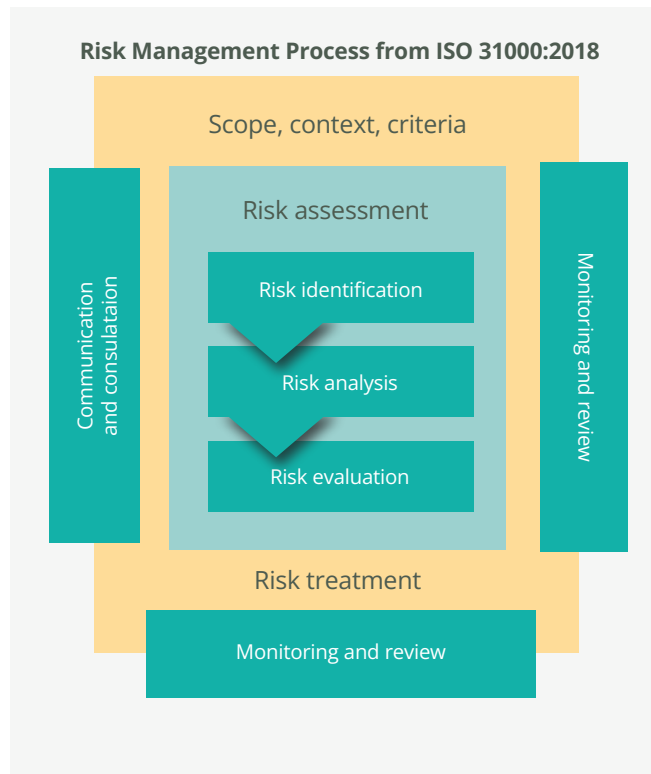 Risk Management Process from ISO 31000:2018
Scope, context, criteria
Risk assessment
Risk identification
Risk analysis
Risk evaluation
Communication
and consulataion
Monitoring and review
Risk treatment
Monitoring and review